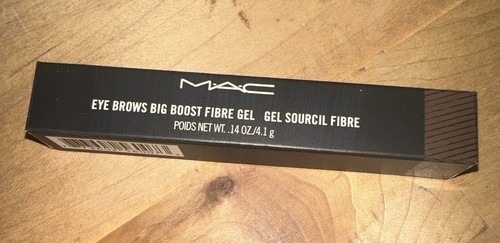 MAC
EYE BROWS BIG BOOST FIBRE GEL GEL SOURCIL FIBRE
POIDS NET WT. .14 OZ./4.1 g